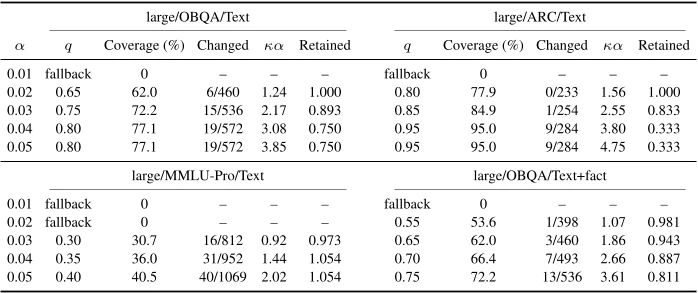 large/OBQA/Text large/ARC/Text
α q Coverage (%) Changed κα Retained q Coverage (%) Changed κα Retained
0.01 fallback 0 – – – fallback 0 – – –
0.02 0.65 62.0 6/460 1.24 1.000 0.80 77.9 0/233 1.56 1.000
0.03 0.75 72.2 15/536 2.17 0.893 0.85 84.9 1/254 2.55 0.833
0.04 0.80 77.1 19/572 3.08 0.750 0.95 95.0 9/284 3.80 0.333
0.05 0.80 77.1 19/572 3.85 0.750 0.95 95.0 9/284 4.75 0.333
large/MMLU-Pro/Text large/OBQA/Text+fact
0.01 fallback 0 – – – fallback 0 – – –
0.02 fallback 0 – – – 0.55 53.6 1/398 1.07 0.981
0.03 0.30 30.7 16/812 0.92 0.973 0.65 62.0 3/460 1.86 0.943
0.04 0.35 36.0 31/952 1.44 1.054 0.70 66.4 7/493 2.66 0.887
0.05 0.40 40.5 40/1069 2.02 1.054 0.75 72.2 13/536 3.61 0.811